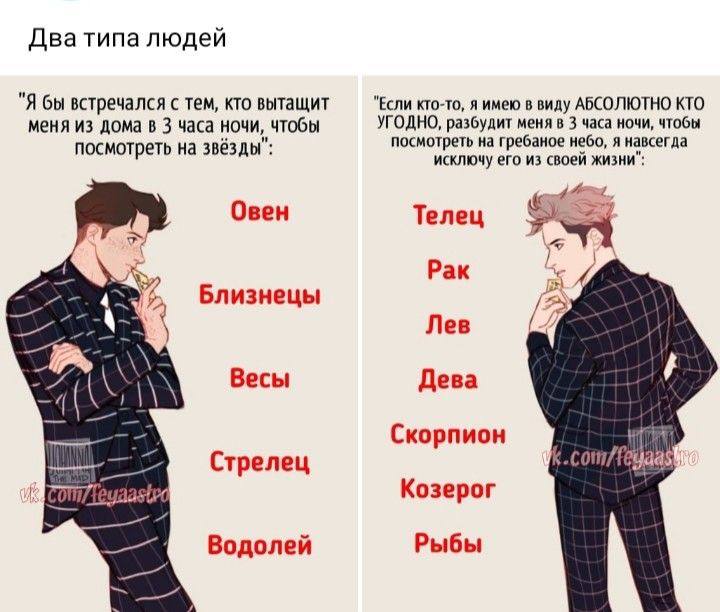 Два типа людей
"Я бы встречался с тем, кто вытащит
меня из дома в 3 часа ночи, чтобы
посмотреть на звёзды":
Овен
Близнецы
Весы
Стрелец
Водолей
vk.com/feyaastro
"Если кто-то, я имею в виду АБСОЛЮТНО КТО
УГОДНО, разбудит меня в 3 часа ночи, чтобы
посмотреть на гребаное небо, я навсегда
исключу его из своей жизни":
Телец
Рак
Лев
Дева
Скорпион
Козерог
Рыбы
vk.com/feyaastro